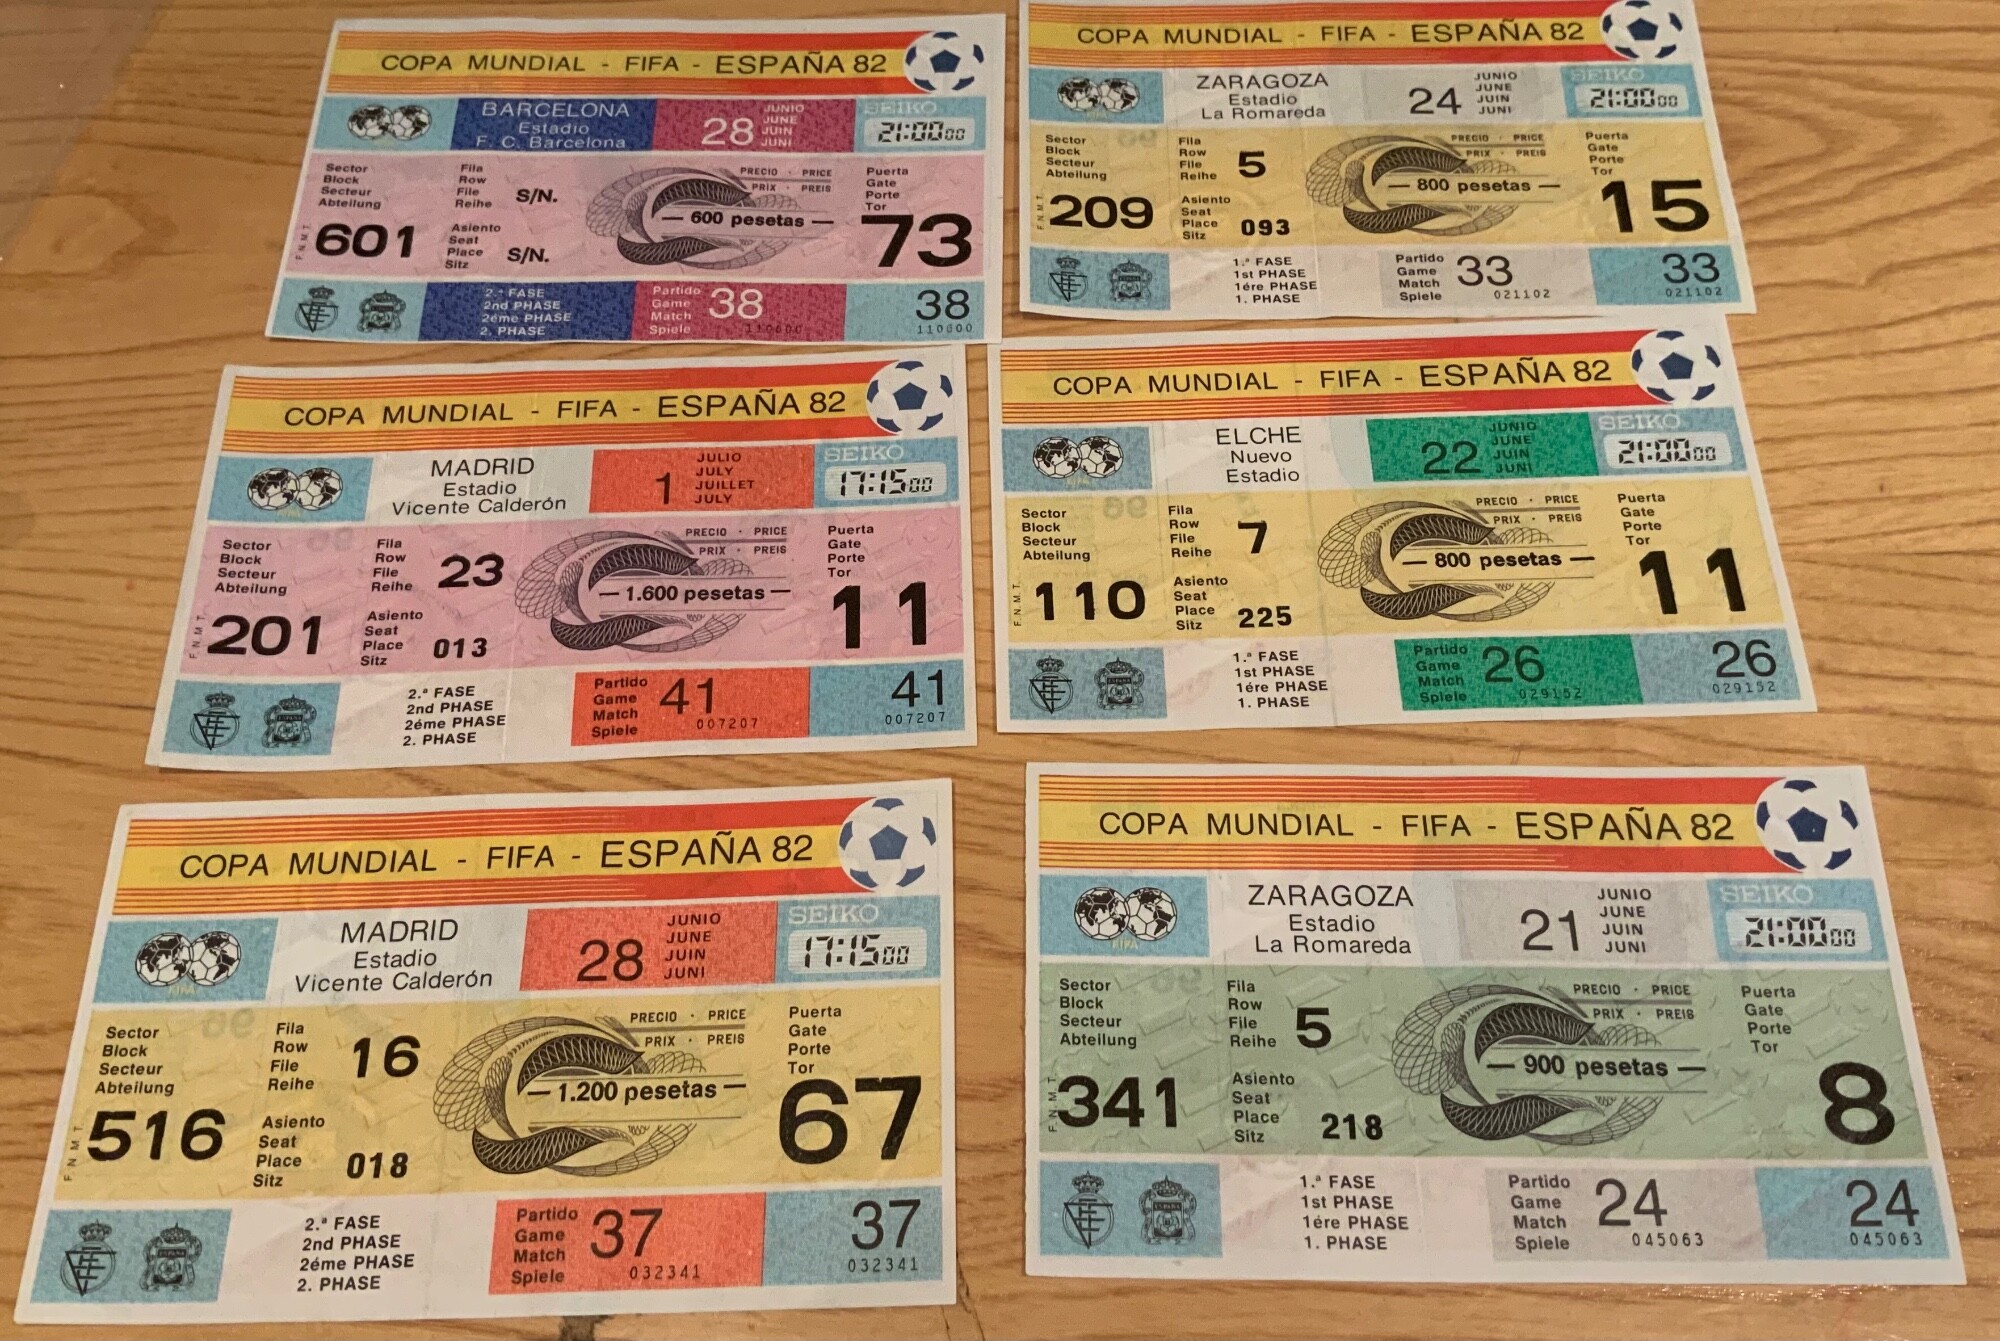 COPA MUNDIAL - FIFA - ESPAÑA 82
BARCELONA
Estadio
F. C. Barcelona
28
JUNIO
JUNE
JUIN
JUNI
SEIKO
21:00 00
Sector
Block
Secteur
Abteilung
601
Fila
Row
File
Reihe
S/N.
Asiento
Seat
Place
Sitz
S/N.
PRECIO · PRICE
PRIX · PREIS
— 600 pesetas —
Puerta
Gate
Porte
Tor
73
F.N.M.T.
2.ª FASE
2nd PHASE
2éme PHASE
2. PHASE
Partido
Game
Match
Spiele
38
110600
38
110600
COPA MUNDIAL - FIFA - ESPAÑA 82
ZARAGOZA
Estadio
La Romareda
24
JUNIO
JUNE
JUIN
JUNI
SEIKO
21:00 00
Sector
Block
Secteur
Abteilung
209
Fila
Row
File
Reihe
5
Asiento
Seat
Place
Sitz
093
PRECIO · PRICE
PRIX · PREIS
— 800 pesetas —
Puerta
Gate
Porte
Tor
15
F.N.M.T.
1.ª FASE
1st PHASE
1ére PHASE
1. PHASE
Partido
Game
Match
Spiele
33
021102
33
021102
COPA MUNDIAL - FIFA - ESPAÑA 82
FIFA
MADRID
Estadio
Vicente Calderón
1
JULIO
JULY
JUILLET
JULY
SEIKO
17:15 00
Sector
Block
Secteur
Abteilung
201
Fila
Row
File
Reihe
23
Asiento
Seat
Place
Sitz
013
PRECIO · PRICE
PRIX · PREIS
— 1.600 pesetas —
Puerta
Gate
Porte
Tor
11
F.N.M.T.
2.ª FASE
2nd PHASE
2éme PHASE
2. PHASE
Partido
Game
Match
Spiele
41
007207
41
007207
COPA MUNDIAL - FIFA - ESPAÑA 82
FIFA
ELCHE
Nuevo
Estadio
22
JUNIO
JUNE
JUIN
JUNI
SEIKO
21:00 00
Sector
Block
Secteur
Abteilung
110
Fila
Row
File
Reihe
7
Asiento
Seat
Place
Sitz
225
PRECIO · PRICE
PRIX · PREIS
— 800 pesetas —
Puerta
Gate
Porte
Tor
11
F.N.M.T.
1.ª FASE
1st PHASE
1ére PHASE
1. PHASE
Partido
Game
Match
Spiele
26
029152
26
029152
COPA MUNDIAL - FIFA - ESPAÑA 82
FIFA
MADRID
Estadio
Vicente Calderón
28
JUNIO
JUNE
JUIN
JUNI
SEIKO
17:15 00
Sector
Block
Secteur
Abteilung
516
Fila
Row
File
Reihe
16
Asiento
Seat
Place
Sitz
018
PRECIO · PRICE
PRIX · PREIS
— 1.200 pesetas —
Puerta
Gate
Porte
Tor
67
F.N.M.T.
2.ª FASE
2nd PHASE
2éme PHASE
2. PHASE
Partido
Game
Match
Spiele
37
032341
37
032341
COPA MUNDIAL - FIFA - ESPAÑA 82
FIFA
ZARAGOZA
Estadio
La Romareda
21
JUNIO
JUNE
JUIN
JUNI
SEIKO
21:00 00
Sector
Block
Secteur
Abteilung
341
Fila
Row
File
Reihe
5
Asiento
Seat
Place
Sitz
218
PRECIO · PRICE
PRIX · PREIS
— 900 pesetas —
Puerta
Gate
Porte
Tor
8
F.N.M.T.
1.ª FASE
1st PHASE
1ére PHASE
1. PHASE
Partido
Game
Match
Spiele
24
045063
24
045063